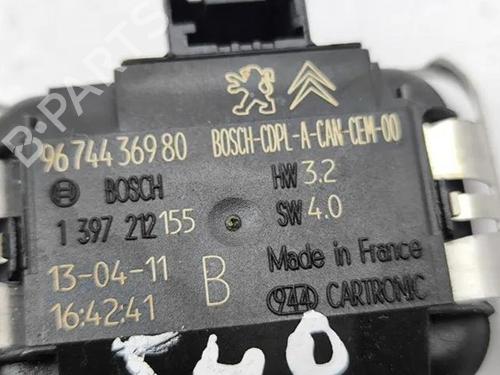 9674436980 BOSCH-CDPL-A-CAN-CEM-00
BOSCH HW 3.2
1 397 212 155 SW 4.0
13-04-11 B Made in France
16:42:41 944 CARTRONIC
B-PARTS